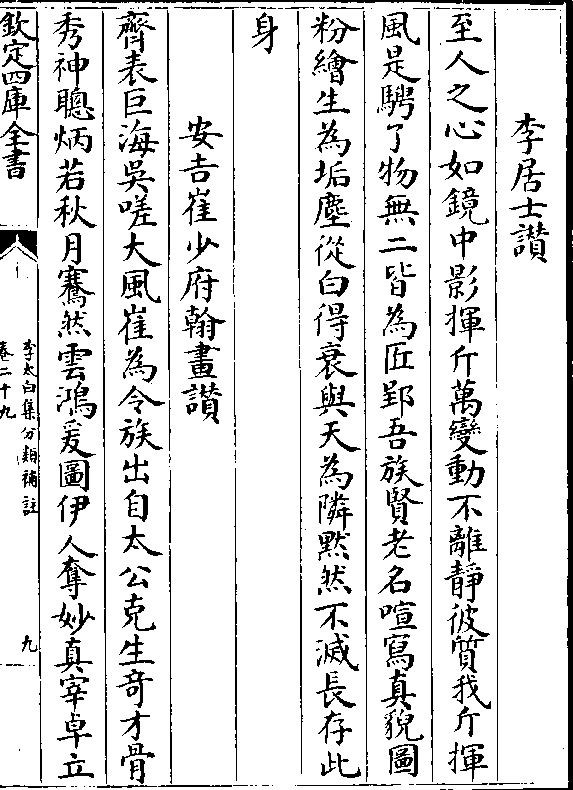 李居士讃
至人之心如鏡中影揮斤萬變動不離靜彼質我斤揮
風是騁了物無二皆為匠郢吾族賢老名喧寫真貌圖
粉繪生為垢塵從白得衰與天為隣黙然不滅長存此
身
安吉崔少府翰畫讃
齊表巨海吳嗟大風崔為令族出自太公克生奇才骨
秀神聰炳若秋月騫然雲鴻爰圖伊人奪妙真宰卓立
欽定四庫全書
李太白集分類補註
卷二十九
九